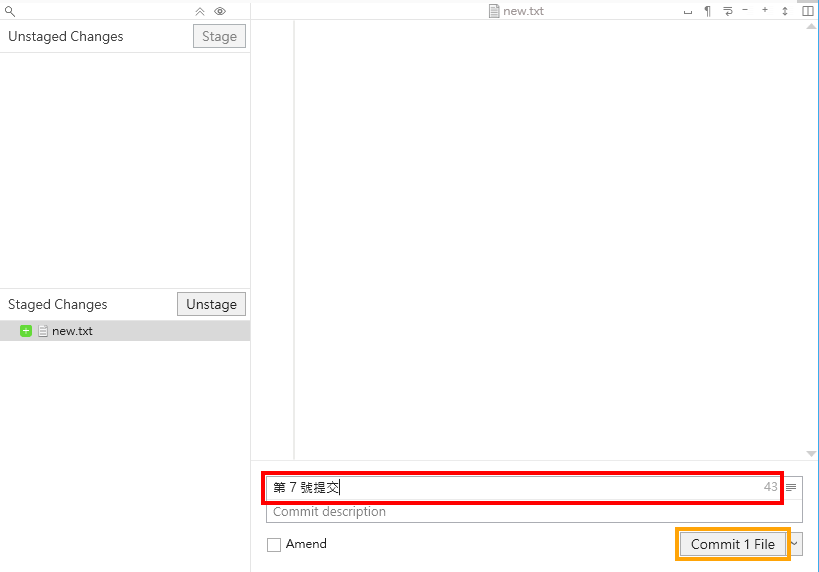 new.txt
Unstaged Changes
Stage
Staged Changes
Unstage
new.txt
第 7 號提交
43
Commit description
Amend
Commit 1 File